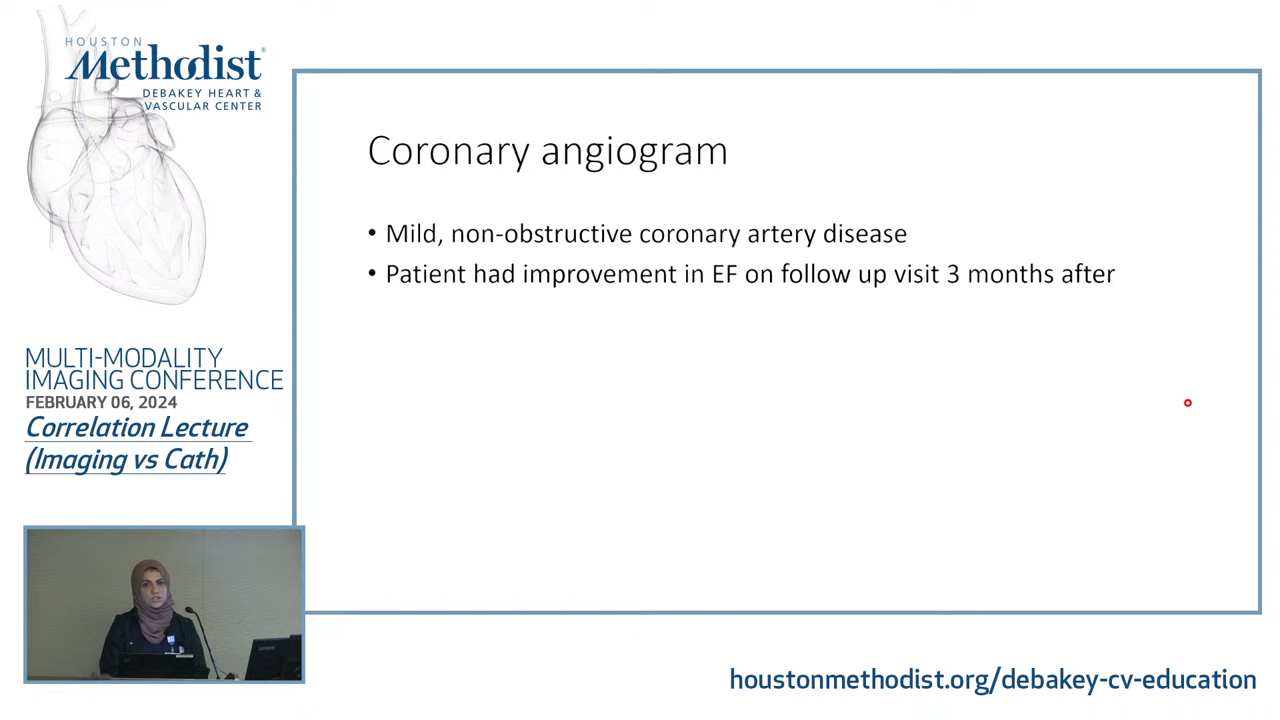 HOUSTON
Methodist®
DEBAKEY HEART &
VASCULAR CENTER
Coronary angiogram
• Mild, non-obstructive coronary artery disease
• Patient had improvement in EF on follow up visit 3 months after
MULTI-MODALITY
IMAGING CONFERENCE
FEBRUARY 06, 2024
Correlation Lecture
(Imaging vs Cath)
Lenovo
houstonmethodist.org/debakey-cv-education